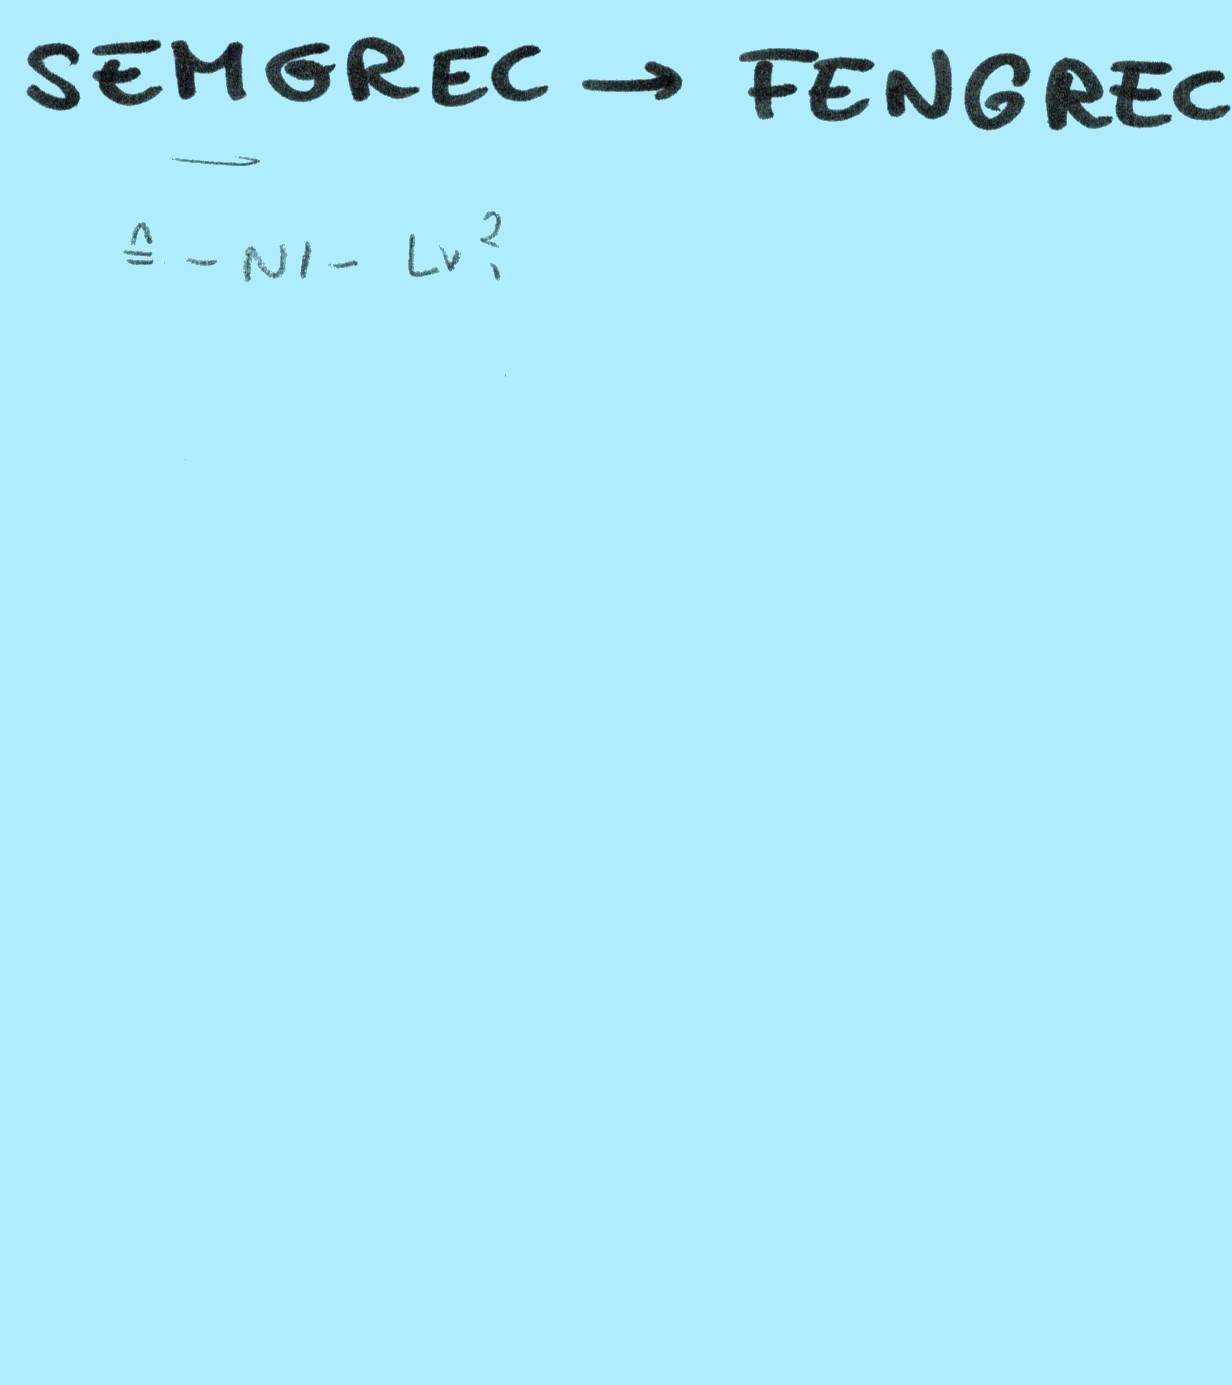 SEMGREC → FENGREC
→
≙ - NI - Lv?